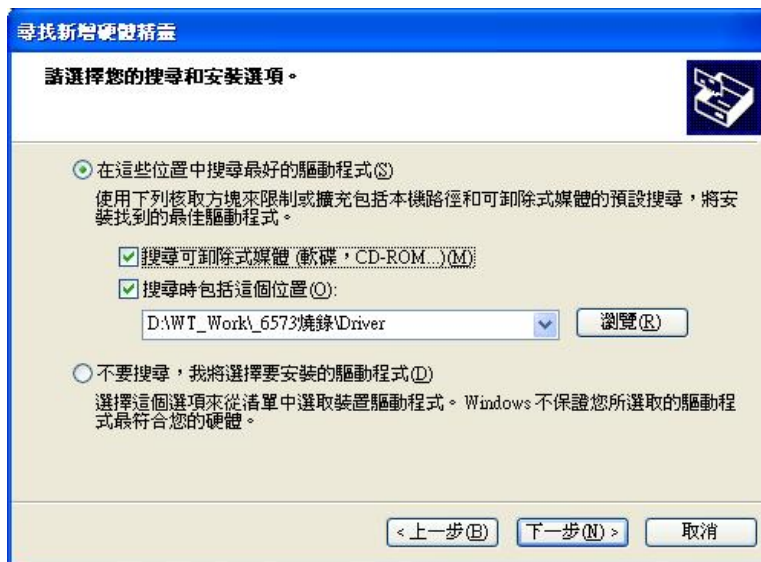 尋找新增硬體精靈
請選擇您的搜尋和安裝選項。
在這些位置中搜尋最好的驅動程式(S)
使用下列核取方塊來限制或擴充包括本機路徑和可卸除式媒體的預設搜尋，將安
裝找到的最佳驅動程式。
搜尋可卸除式媒體 (軟碟，CD-ROM...)(M)
搜尋時包括這個位置(O):
D:\WT_Work\_6573燒錄\Driver
瀏覽(R)
不要搜尋，我將選擇要安裝的驅動程式(D)
選擇這個選項來從清單中選取裝置驅動程式。Windows 不保證您所選取的驅動程
式最符合您的硬體。
<上一步(B)
下一步(N)>
取消